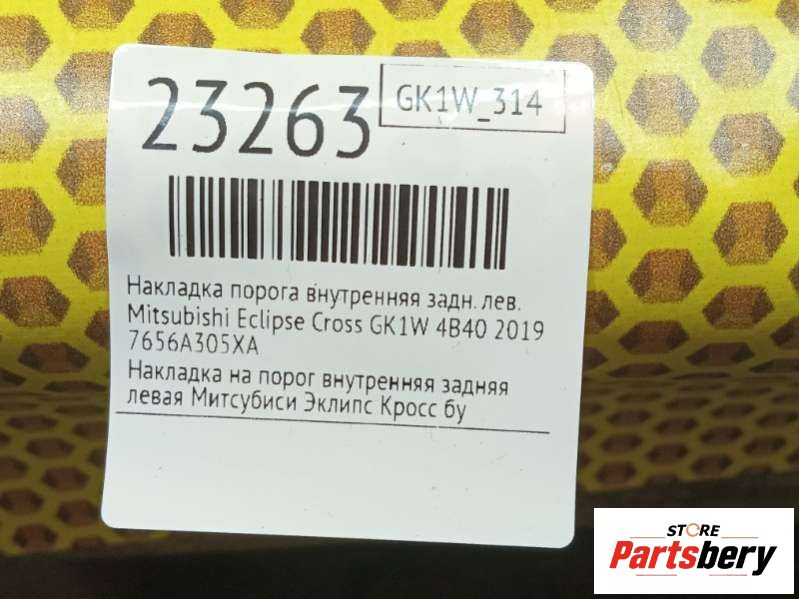 23263
GK1W_314
Накладка порога внутренняя задн. лев.
Mitsubishi Eclipse Cross GK1W 4B40 2019
7656A305XA
Накладка на порог внутренняя задняя
левая Митсубиси Эклипс Кросс бу
STORE
Partsbery